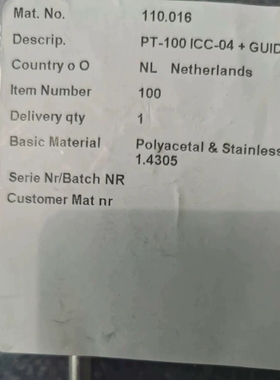 Mat. No. 110.016
Descrip. PT-100 ICC-04 + GUID
Country o O NL Netherlands
Item Number 100
Delivery qty 1
Basic Material Polyacetal & Stainless
1.4305
Serie Nr/Batch NR
Customer Mat nr